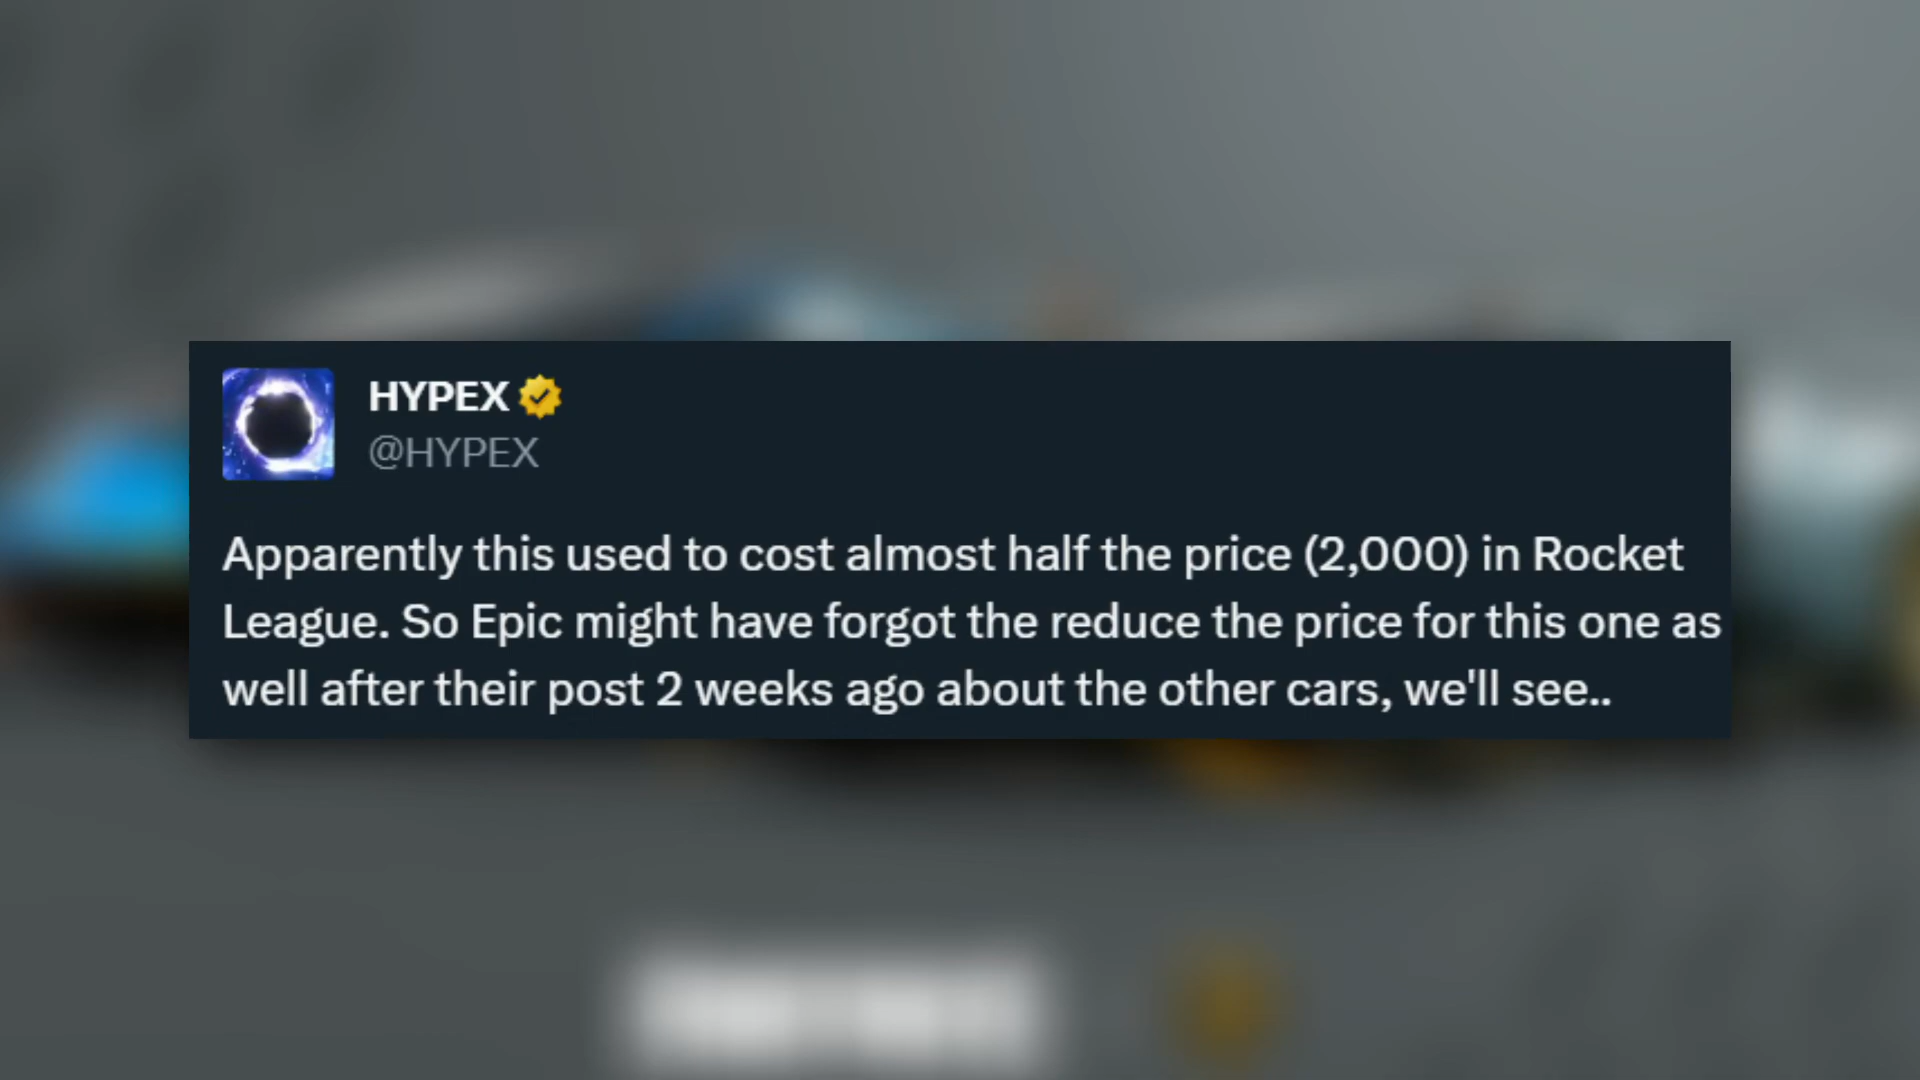 HYPEX
@HYPEX
Apparently this used to cost almost half the price (2,000) in Rocket
League. So Epic might have forgot the reduce the price for this one as
well after their post 2 weeks ago about the other cars, we'll see..